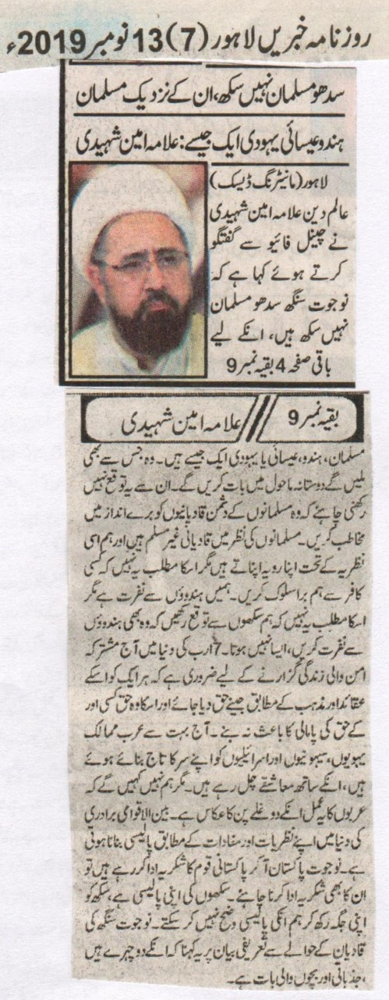 روزنامہ خبریں لاہور (7) 13 نومبر 2019ء
سدھو مسلمان نہیں سکھ، ان کے نزدیک مسلمان
ہندو عیسائی یہودی ایک جیسے: علامہ امین شہیدی
لاہور (مانیٹرنگ ڈیسک)
عالم دین علامہ امین شہیدی
نے چینل فائیو سے گفتگو
کرتے ہوئے کہا ہے کہ
نوجوت سنگھ سدھو مسلمان
نہیں سکھ ہیں، انکے لیے
باقی صفحہ 4 بقیہ نمبر 9
بقیہ نمبر 9 علامہ امین شہیدی
مسلمان، ہندو، عیسائی یا یہودی ایک جیسے ہیں۔ وہ جس سے بھی
ملیں گے دوستانہ ماحول میں بات کریں گے۔ ان سے یہ توقع نہیں
رکھنی چاہئے کہ وہ مسلمانوں کے دشمن قادیانیوں کو برے انداز میں
مخاطب کریں۔ مسلمانوں کی نظر میں قادیانی غیر مسلم ہیں اور ہم اسی
نظریہ کے تحت اپنا رویہ اپناتے ہیں مگر اسکا مطلب یہ نہیں کہ کسی
کافر سے ہم برا سلوک کریں۔ ہمیں ہندوؤں سے نفرت ہے مگر
اسکا مطلب یہ نہیں کہ ہم سکھوں سے توقع رکھیں کہ وہ بھی ہندوؤں
سے نفرت کریں، ایسا نہیں ہوتا۔ 7 ارب کی دنیا میں آج مشترکہ
امن والی زندگی گزارنے کے لیے ضروری ہے کہ ہر ایک کو اسکے
عقائد اور مذہب کے مطابق جینے حق دیا جائے اور اسکا وہ حق کسی اور
کے حق کی پامالی کا باعث نہ بنے۔ آج بہت سے عرب ممالک
یہودیوں، سیہونیوں اور اسرائیلیوں کو اپنے سر کا تاج بنائے ہوئے
ہیں، انکے ساتھ معاشقے چل رہے ہیں۔ مگر ہم نہیں کہیں گے کہ
عربوں کا یہ عمل انکے دوغلے پن کا عکاس ہے۔ بین الاقوامی برادری
کی دنیا میں اپنے نظریات اور مفادات کے مطابق پالیسی بنانا ہوتی
ہے۔ نوجوت پاکستان آ کر پاکستانی قوم کا شکریہ ادا کر رہے ہیں تو
ان کا بھی شکریہ ادا کرنا چاہئے۔ سکھوں کی اپنی پالیسی ہے، سکھ کو
اپنی جگہ رکھ کر ہم انکی پالیسی وضح نہیں کر سکتے۔ نوجوت سنگھ کی
قادیان کے حوالے سے تعریفی بیان پر یہ کہنا کہ انکے دو چہرے ہیں
، جذباتی اور بچوں والی بات ہے۔